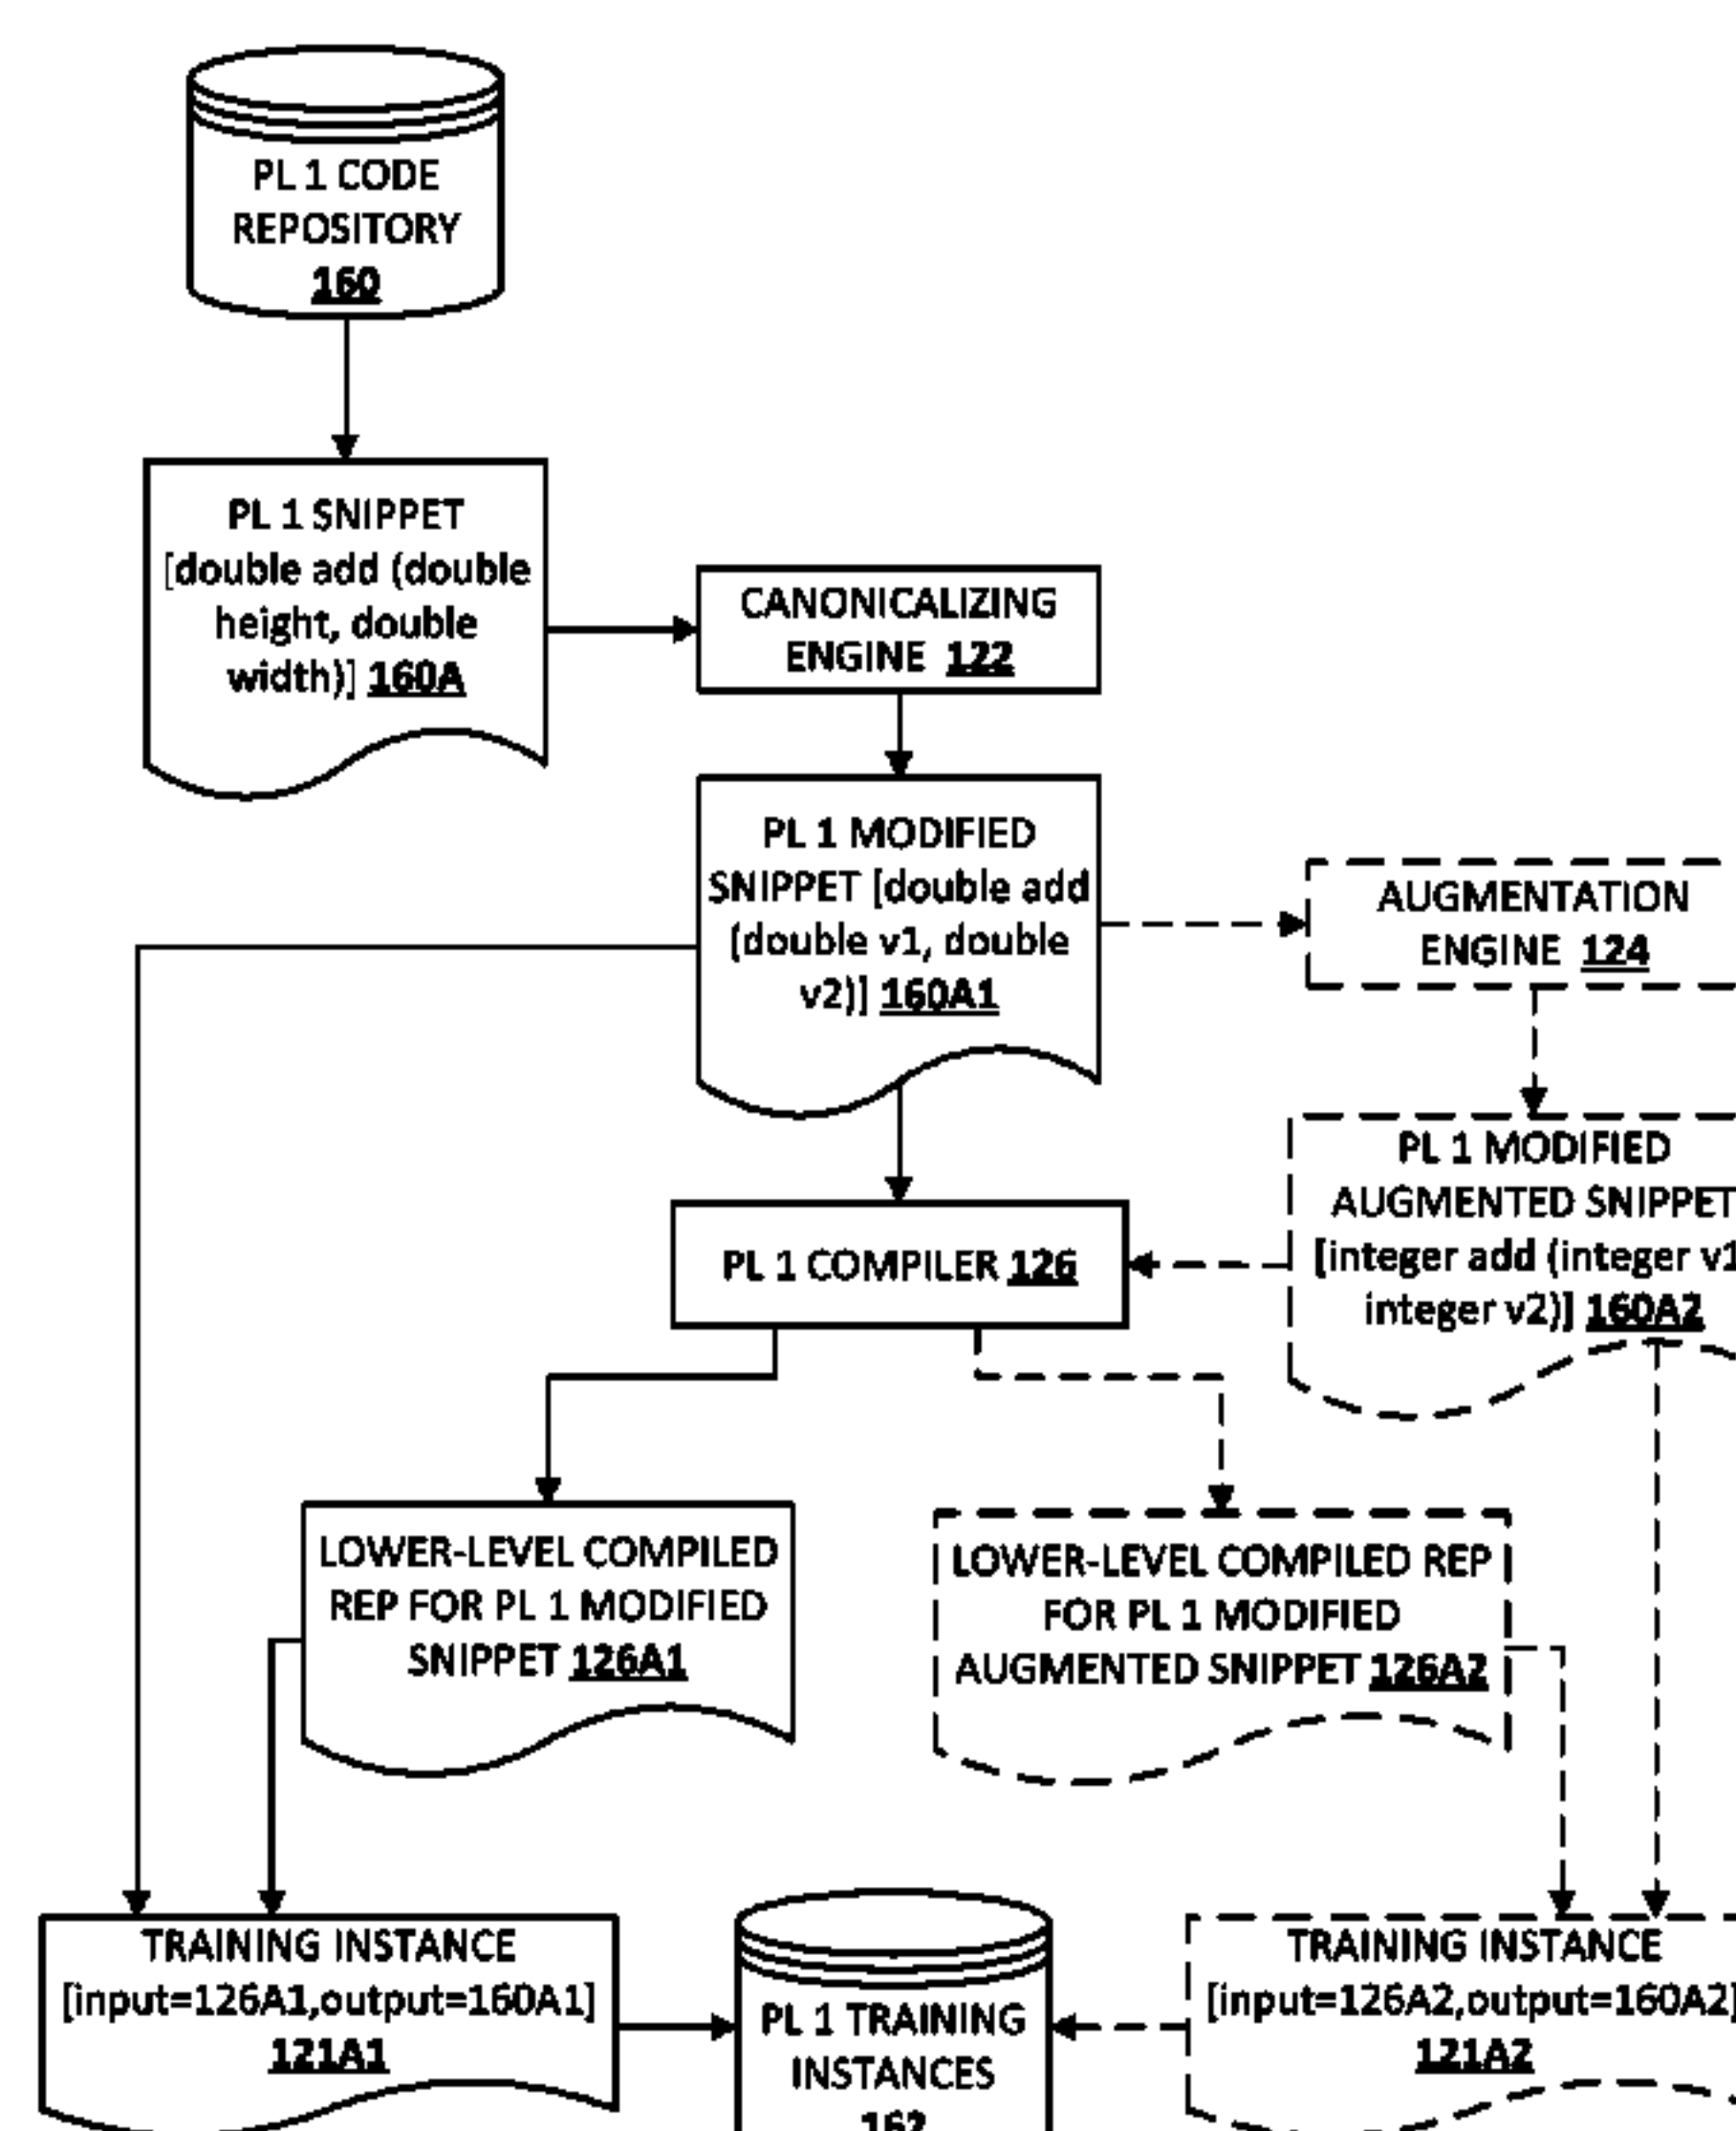 PL 1 CODE
REPOSITORY
160
PL 1 SNIPPET
[double add (double
height, double
width)] 160A
CANONICALIZING
ENGINE 122
PL 1 MODIFIED
SNIPPET [double add
(double v1, double
v2)] 160A1
AUGMENTATION
ENGINE 124
PL 1 MODIFIED
AUGMENTED SNIPPET
[integer add (integer v1
integer v2)] 160A2
PL 1 COMPILER 126
LOWER-LEVEL COMPILED
REP FOR PL 1 MODIFIED
SNIPPET 126A1
LOWER-LEVEL COMPILED REP
FOR PL 1 MODIFIED
AUGMENTED SNIPPET 126A2
TRAINING INSTANCE
[input=126A1,output=160A1]
121A1
PL 1 TRAINING
INSTANCES
162
TRAINING INSTANCE
[input=126A2,output=160A2]
121A2